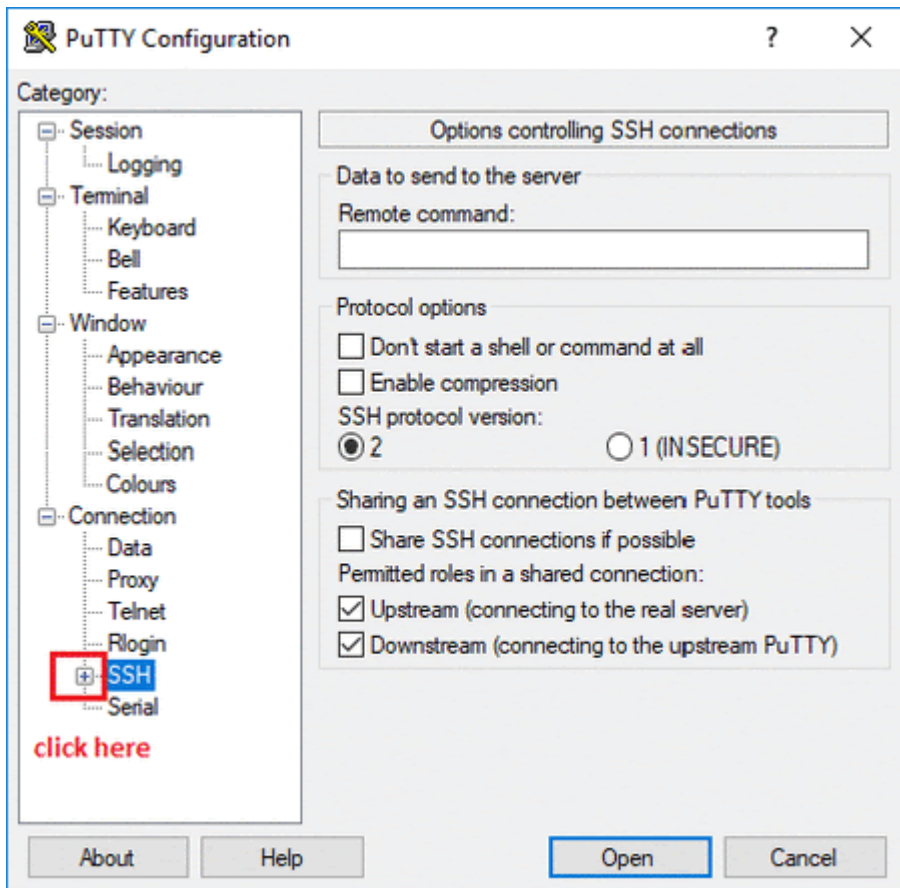 PuTTY Configuration
?
Category:
Session
Logging
Terminal
Keyboard
Bell
Features
Window
Appearance
Behaviour
Translation
Selection
Colours
Connection
Data
Proxy
Telnet
Rlogin
SSH
Serial
click here
Options controlling SSH connections
Data to send to the server
Remote command:
Protocol options
Don't start a shell or command at all
Enable compression
SSH protocol version:
2 1 (INSECURE)
Sharing an SSH connection between PuTTY tools
Share SSH connections if possible
Permitted roles in a shared connection:
Upstream (connecting to the real server)
Downstream (connecting to the upstream PuTTY)
About Help Open Cancel